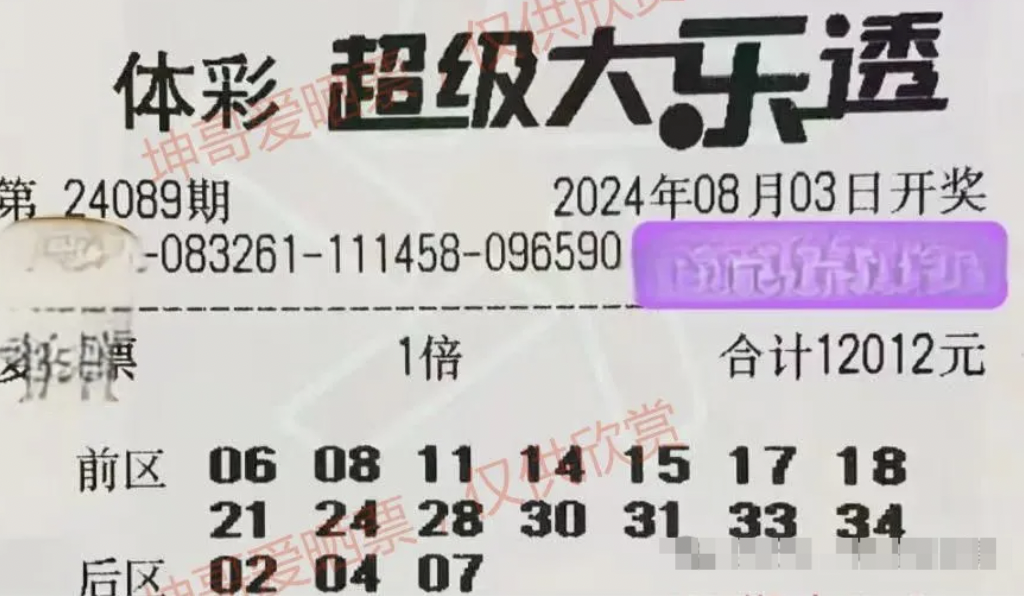 仅供欣赏
体彩 超级大乐透
坤哥爱晒票
第 24089期 2024年08月03日开奖
-083261-111458-096590
票 1倍 合计12012元
仅供欣赏
前区 06 08 11 14 15 17 18
21 24 28 30 31 33 34
后区 02 04 07
坤哥爱晒票